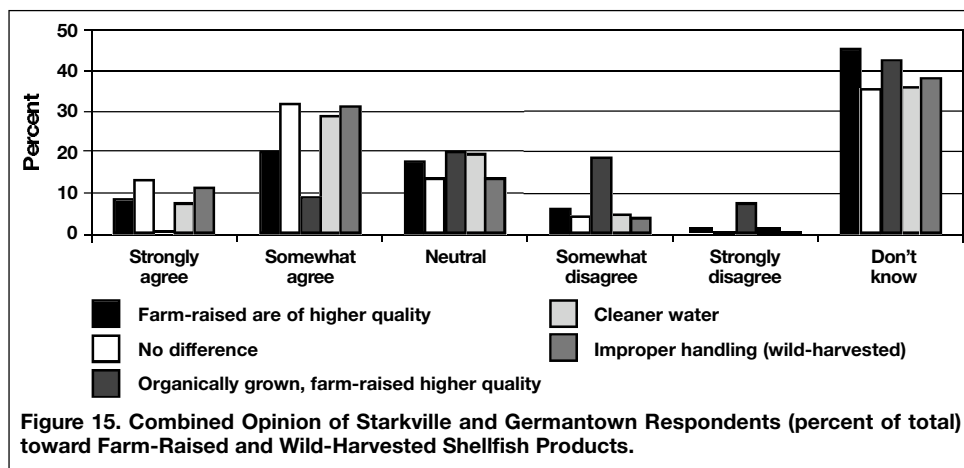 50
40
30
20
10
0
Percent
Strongly agree
Somewhat agree
Neutral
Somewhat disagree
Strongly disagree
Don't know
Farm-raised are of higher quality
No difference
Organically grown, farm-raised higher quality
Cleaner water
Improper handling (wild-harvested)
Figure 15. Combined Opinion of Starkville and Germantown Respondents (percent of total)
toward Farm-Raised and Wild-Harvested Shellfish Products.